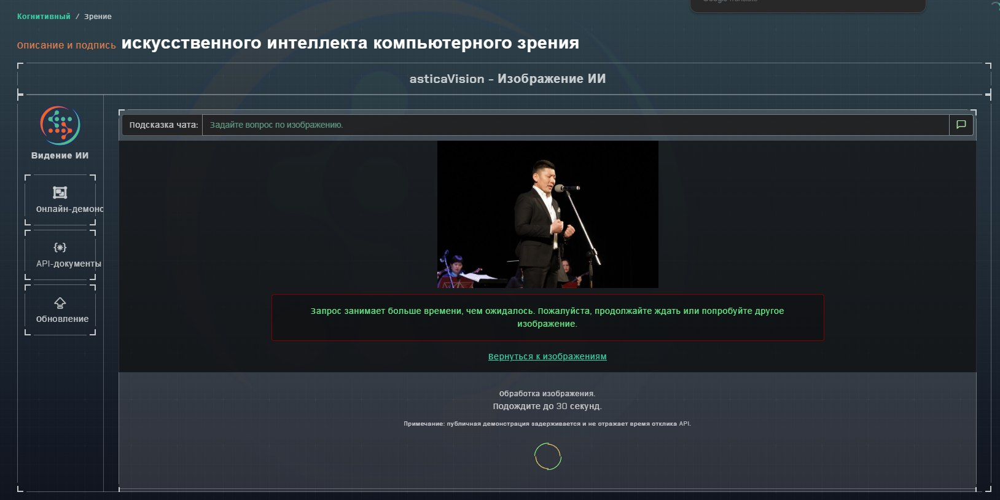 Когнитивный / Зрение
Google Translate
Описание и подпись искусственного интеллекта компьютерного зрения
asticaVision - Изображение ИИ
Видение ИИ
Онлайн-демонс
API-документы
Обновление
Подсказка чата: Задайте вопрос по изображению.
Запрос занимает больше времени, чем ожидалось. Пожалуйста, продолжайте ждать или попробуйте другое
изображение.
Вернуться к изображениям
Обработка изображения.
Подождите до 30 секунд.
Примечание: публичная демонстрация задерживается и не отражает время отклика API.